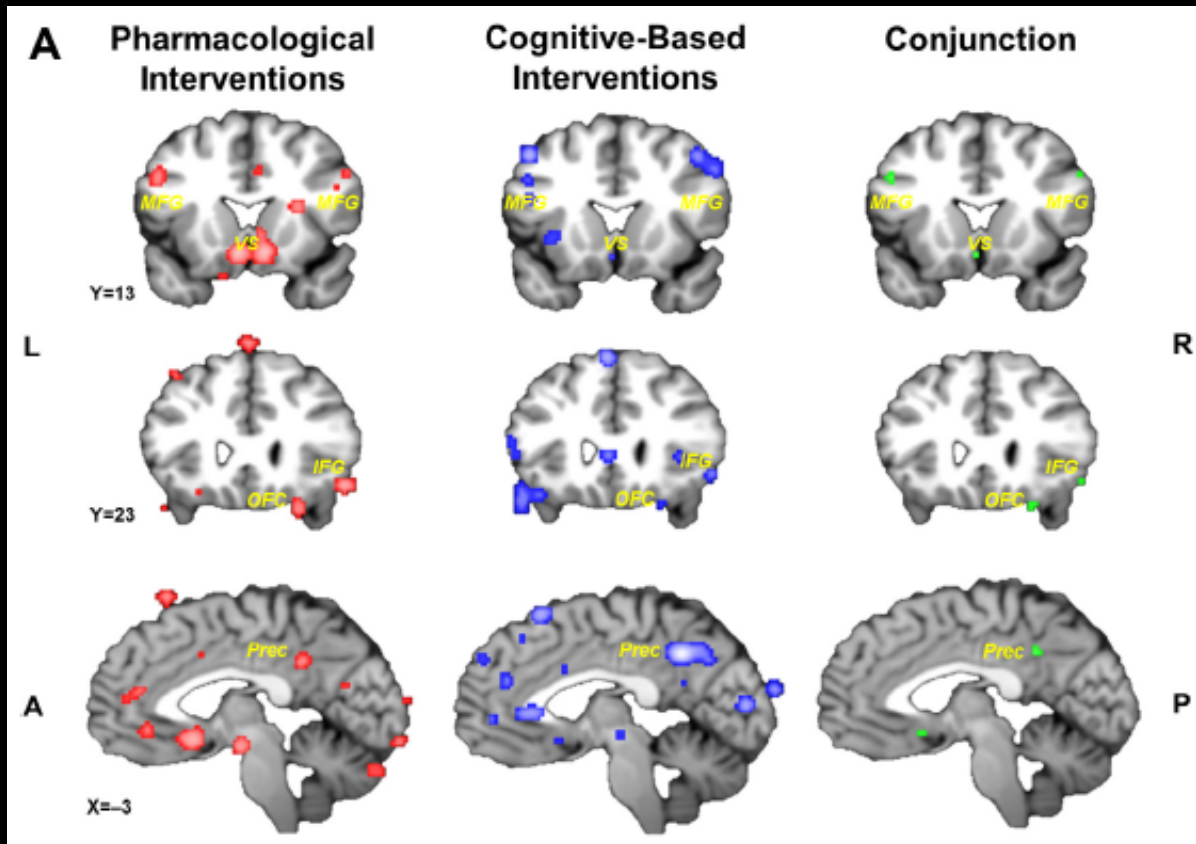 A
Pharmacological
Interventions
Cognitive-Based
Interventions
Conjunction
MFG
MFG
VS
MFG
MFG
VS
MFG
MFG
VS
Y=13
L
R
IFG
OFC
IFG
OFC
IFG
OFC
Y=23
Prec
Prec
Prec
A
P
X=–3